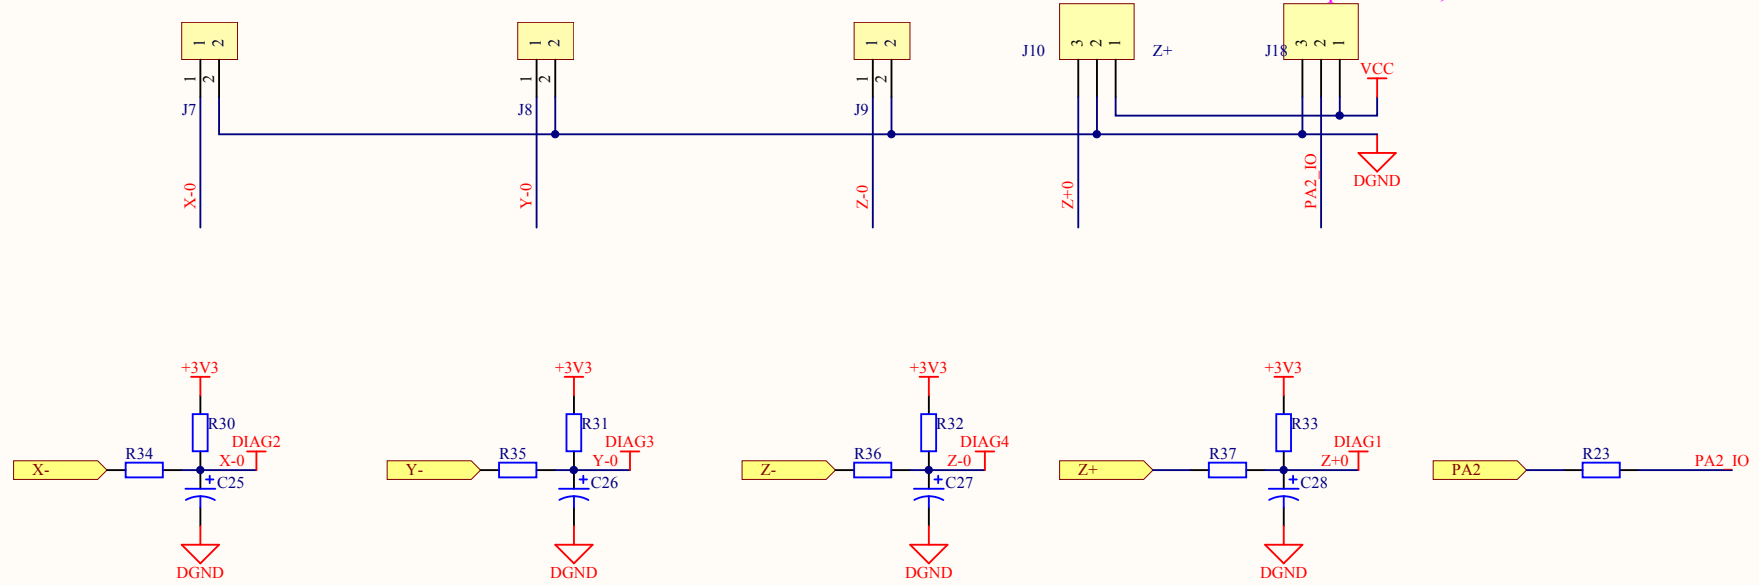 1 2
1 2
J7
X-0
1 2
1 2
J8
Y-0
1 2
1 2
J9
Z-0
J10
3 2 1
Z+
Z+0
J18
3 2 1
VCC
PA2_IO
DGND
+3V3
R30
DIAG2
X-
R34
X-0
+
C25
DGND
+3V3
R31
DIAG3
Y-
R35
Y-0
+
C26
DGND
+3V3
R32
DIAG4
Z-
R36
Z-0
+
C27
DGND
+3V3
R33
DIAG1
Z+
R37
Z+0
+
C28
DGND
PA2
R23
PA2_IO